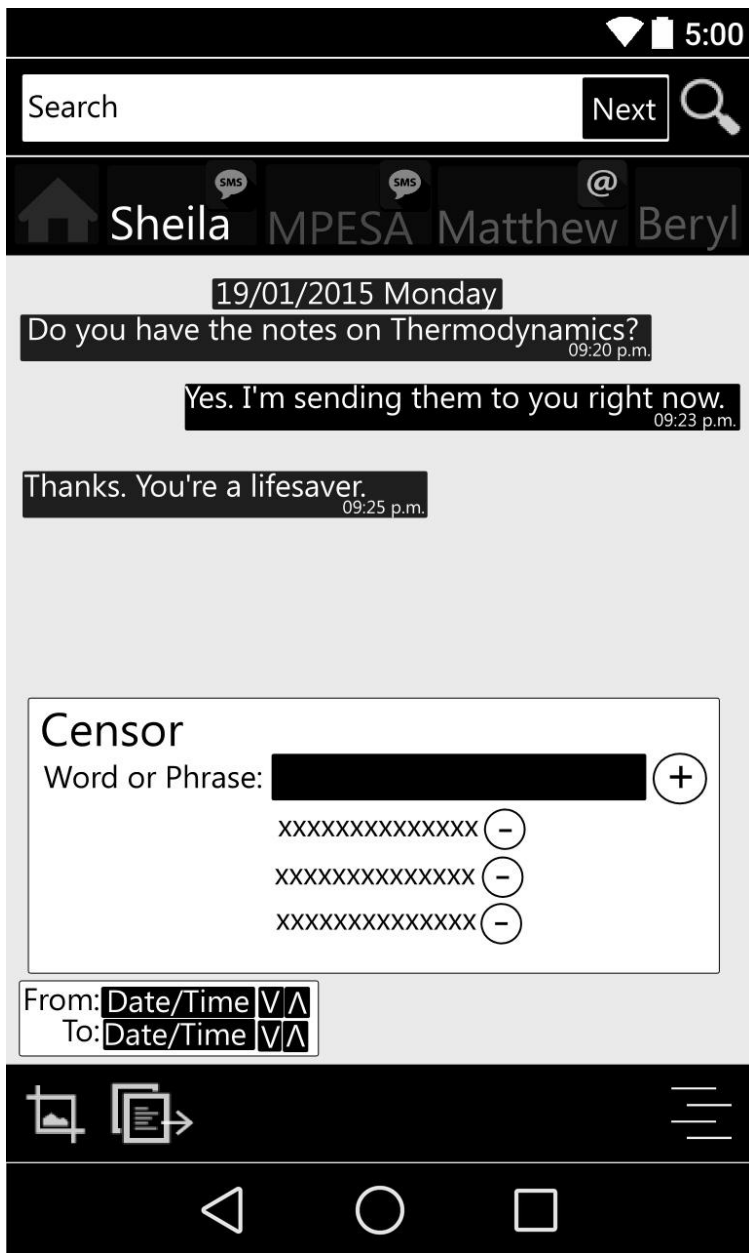 5:00
Search
Next
SMS
SMS
@
Sheila MPESA Matthew Beryl
19/01/2015 Monday
Do you have the notes on Thermodynamics?
09:20 p.m.
Yes. I'm sending them to you right now.
09:23 p.m.
Thanks. You're a lifesaver.
09:25 p.m.
Censor
Word or Phrase: +
xxxxxxxxxxxxxx -
xxxxxxxxxxxxxx -
xxxxxxxxxxxxxx -
From: Date/Time V Λ
To: Date/Time V Λ